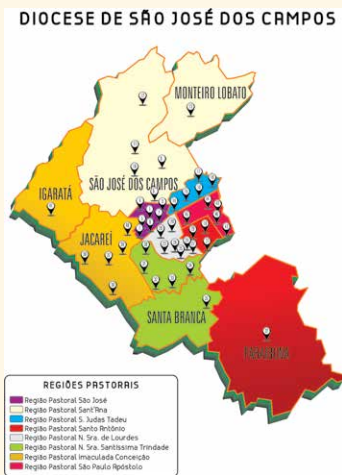 DIOCESE DE SÃO JOSÉ DOS CAMPOS
MONTEIRO LOBATO
SÃO JOSÉ DOS CAMPOS
IGARATÁ
JACAREÍ
SANTA BRANCA
REGIÕES PASTORAIS
Região Pastoral São José
Região Pastoral Sant'Ana
Região Pastoral S. Judas Tadeu
Região Pastoral Santo Antônio
Região Pastoral N. Sra. de Lourdes
Região Pastoral N. Sra. Santíssima Trindade
Região Pastoral Imaculada Conceição
Região Pastoral São Paulo Apóstolo